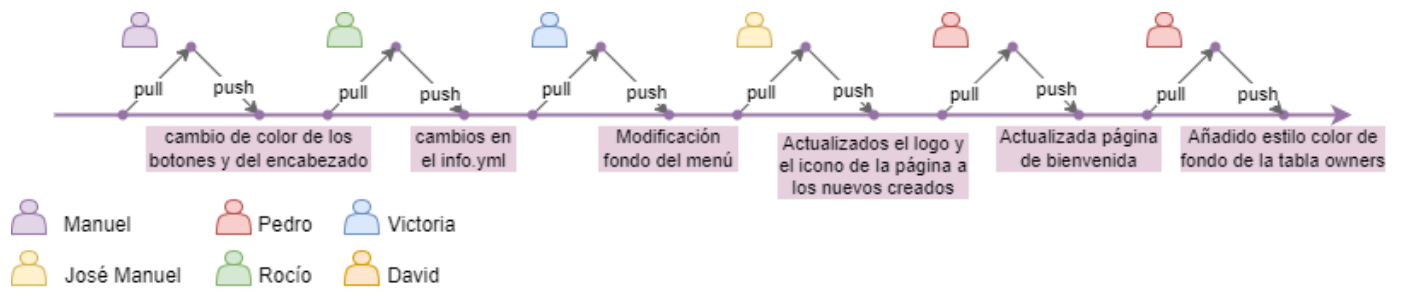 pull
push
pull
push
pull
push
pull
push
pull
push
pull
push
cambio de color de los
botones y del encabezado
cambios en
el info.yml
Modificación
fondo del menú
Actualizados el logo y
el icono de la página a
los nuevos creados
Actualizada página
de bienvenida
Añadido estilo color de
fondo de la tabla owners
Manuel
Pedro
Victoria
José Manuel
Rocío
David